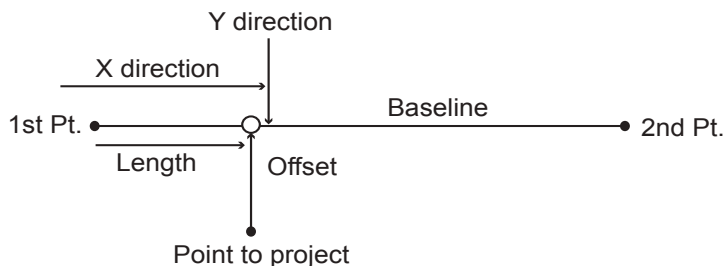 Y direction
X direction
Baseline
1st Pt.
2nd Pt.
Length
Offset
Point to project